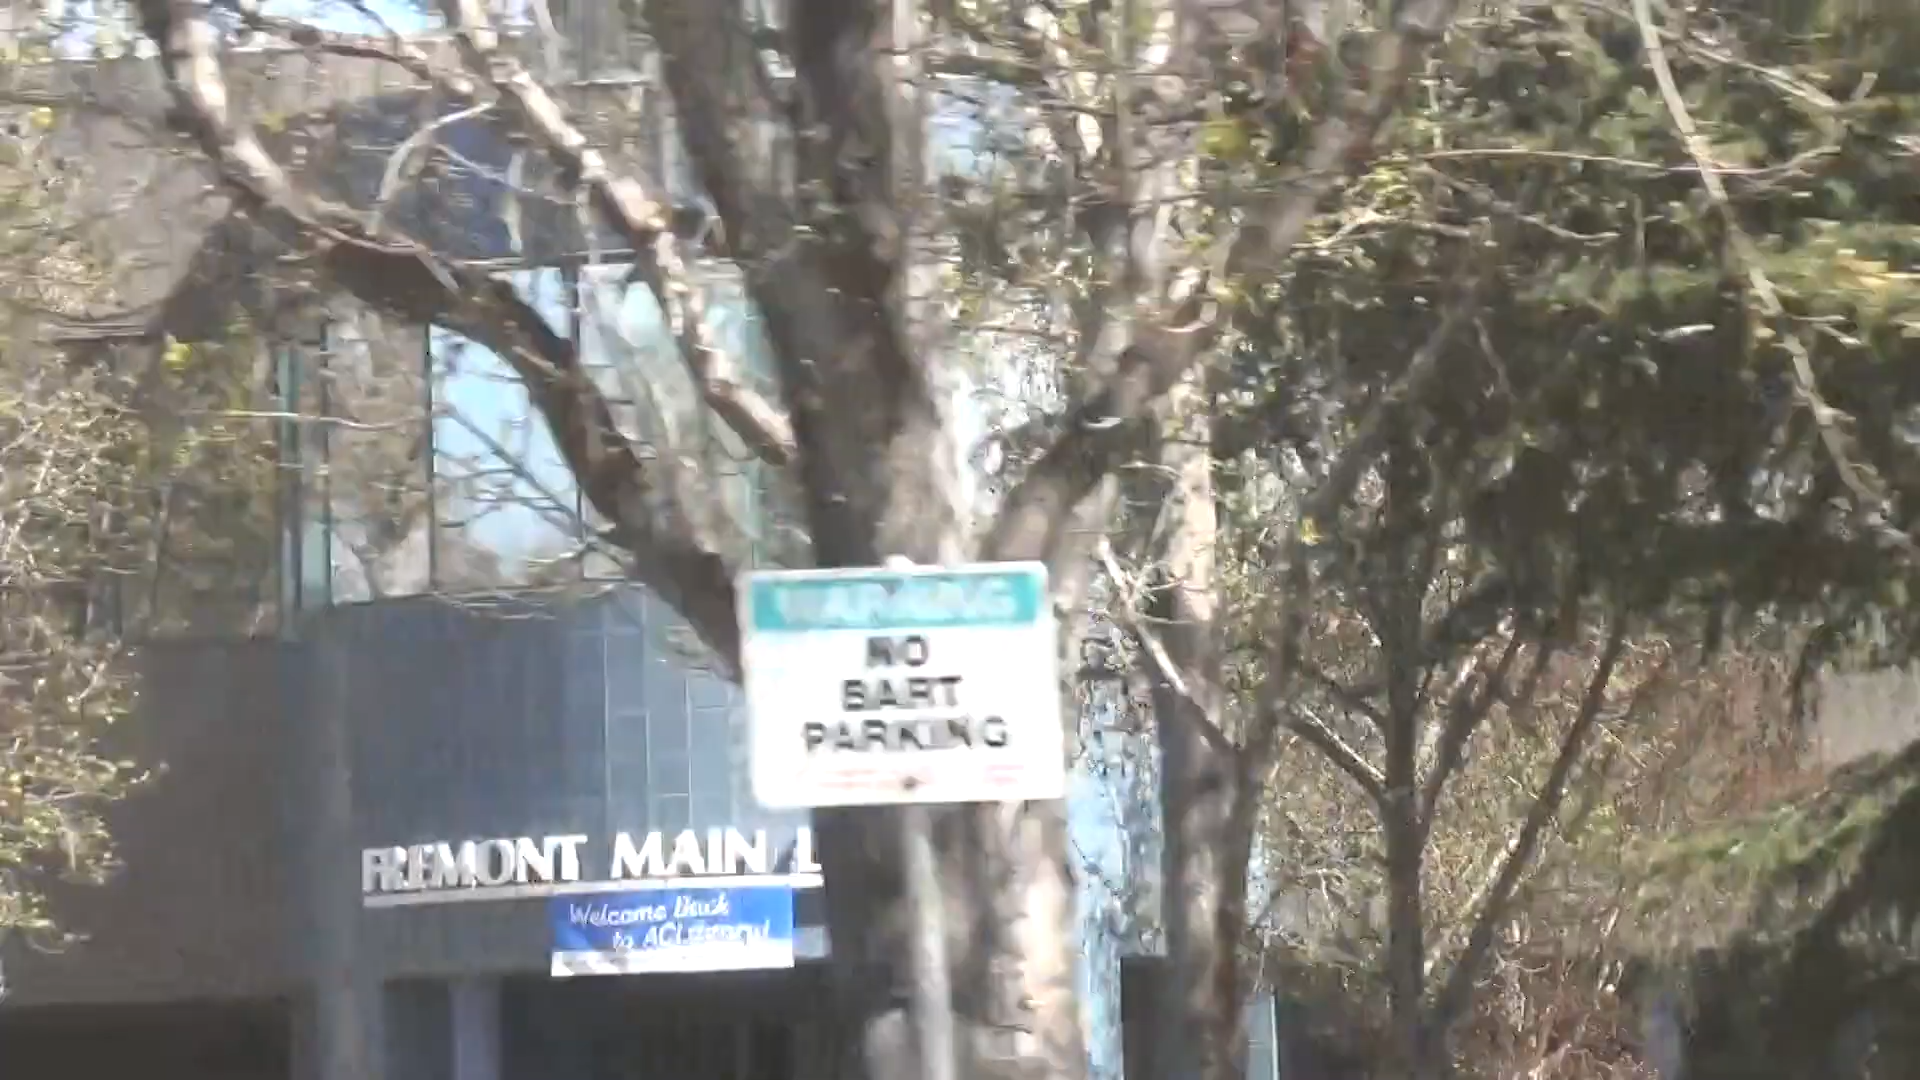 WARNING
NO
BART
PARKING
FREMONT MAIN L
Welcome Back
to ACLibrary!